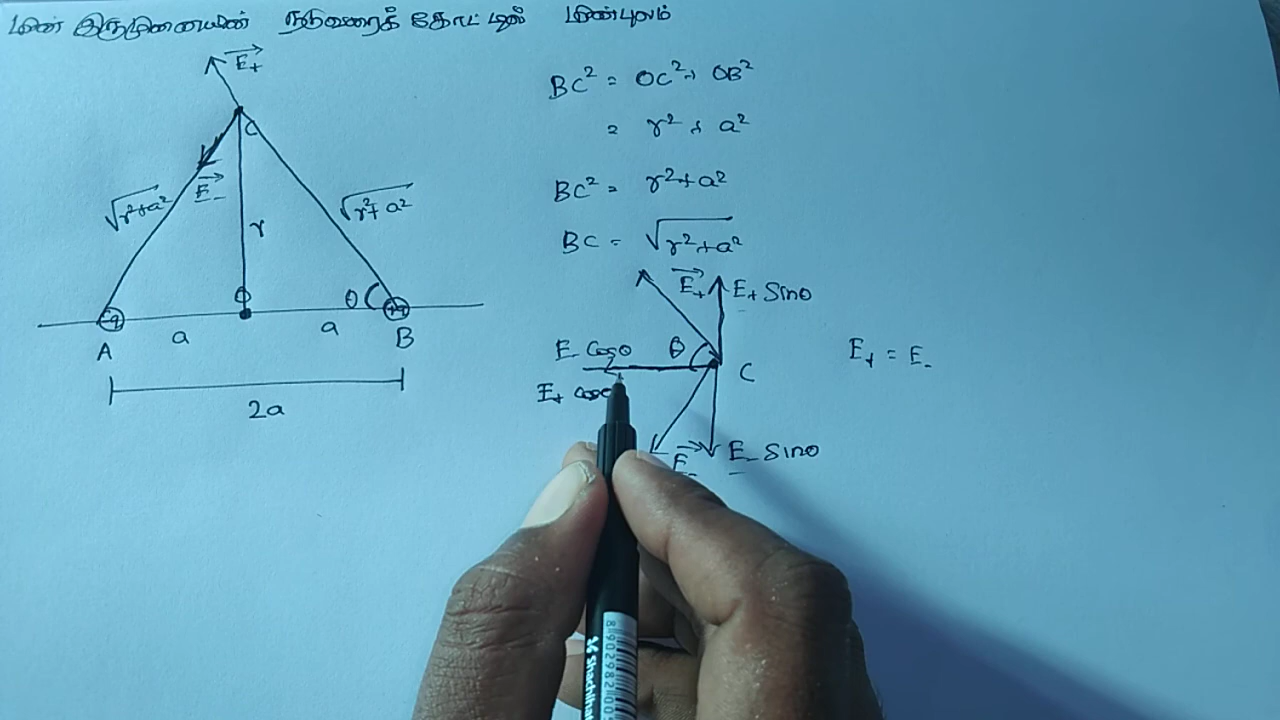 மின் இருமுனையின் நடுவரைக் கோட்டில் மின்புலம்
E₊
C
E₋
√r²+a²
√r²+a²
r
O
θ
-q
+q
a
a
A
B
2a
BC² = OC² + OB²
= r² + a²
BC² = r²+a²
BC = √r²+a²
E₊
E₊ Sinθ
E₋ Cosθ
θ
C
E₊ cos
E₋
E₋ Sinθ
E₊ = E₋